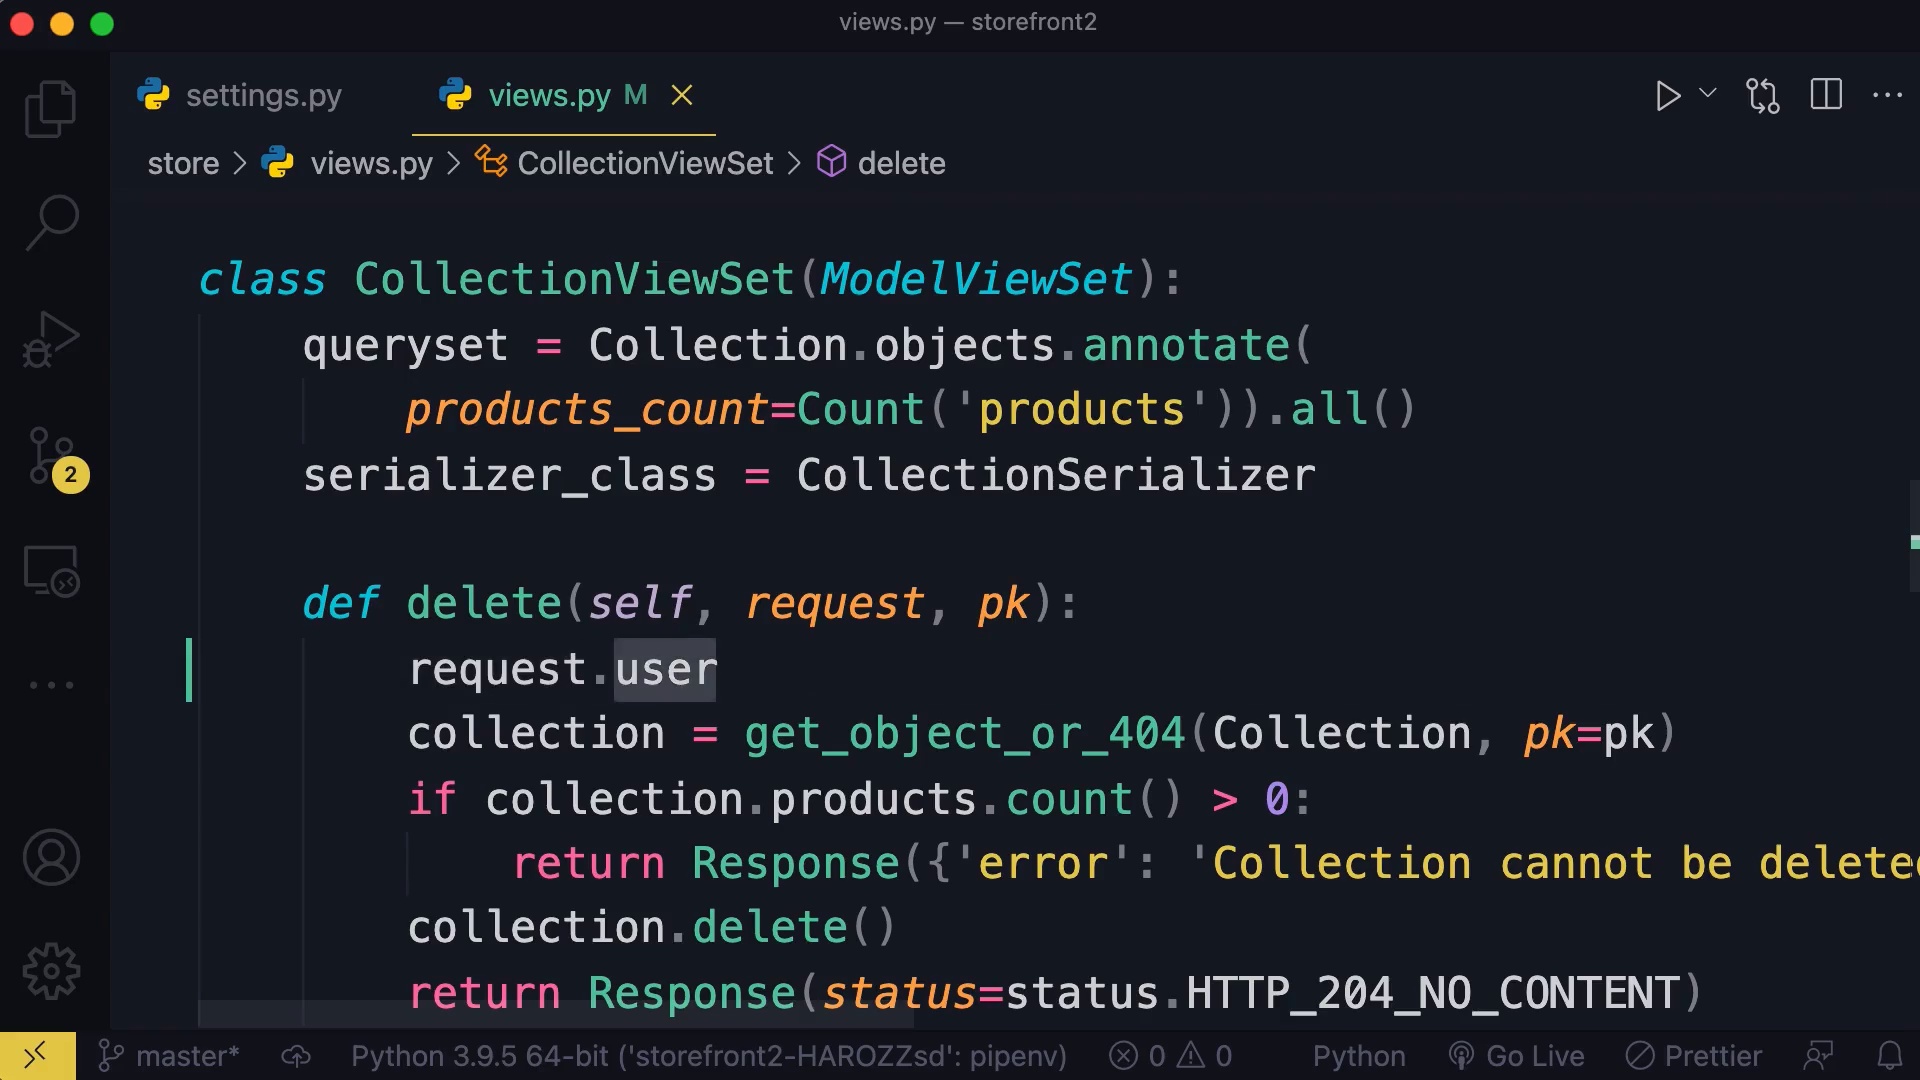 views.py — storefront2
settings.py
views.py M
store > views.py > CollectionViewSet > delete
class CollectionViewSet(ModelViewSet):
queryset = Collection.objects.annotate(
products_count=Count('products')).all()
serializer_class = CollectionSerializer
def delete(self, request, pk):
request.user
collection = get_object_or_404(Collection, pk=pk)
if collection.products.count() > 0:
return Response({'error': 'Collection cannot be delete
collection.delete()
return Response(status=status.HTTP_204_NO_CONTENT)
2
master* Python 3.9.5 64-bit ('storefront2-HAROZZsd': pipenv) 0 0 Python Go Live Prettier